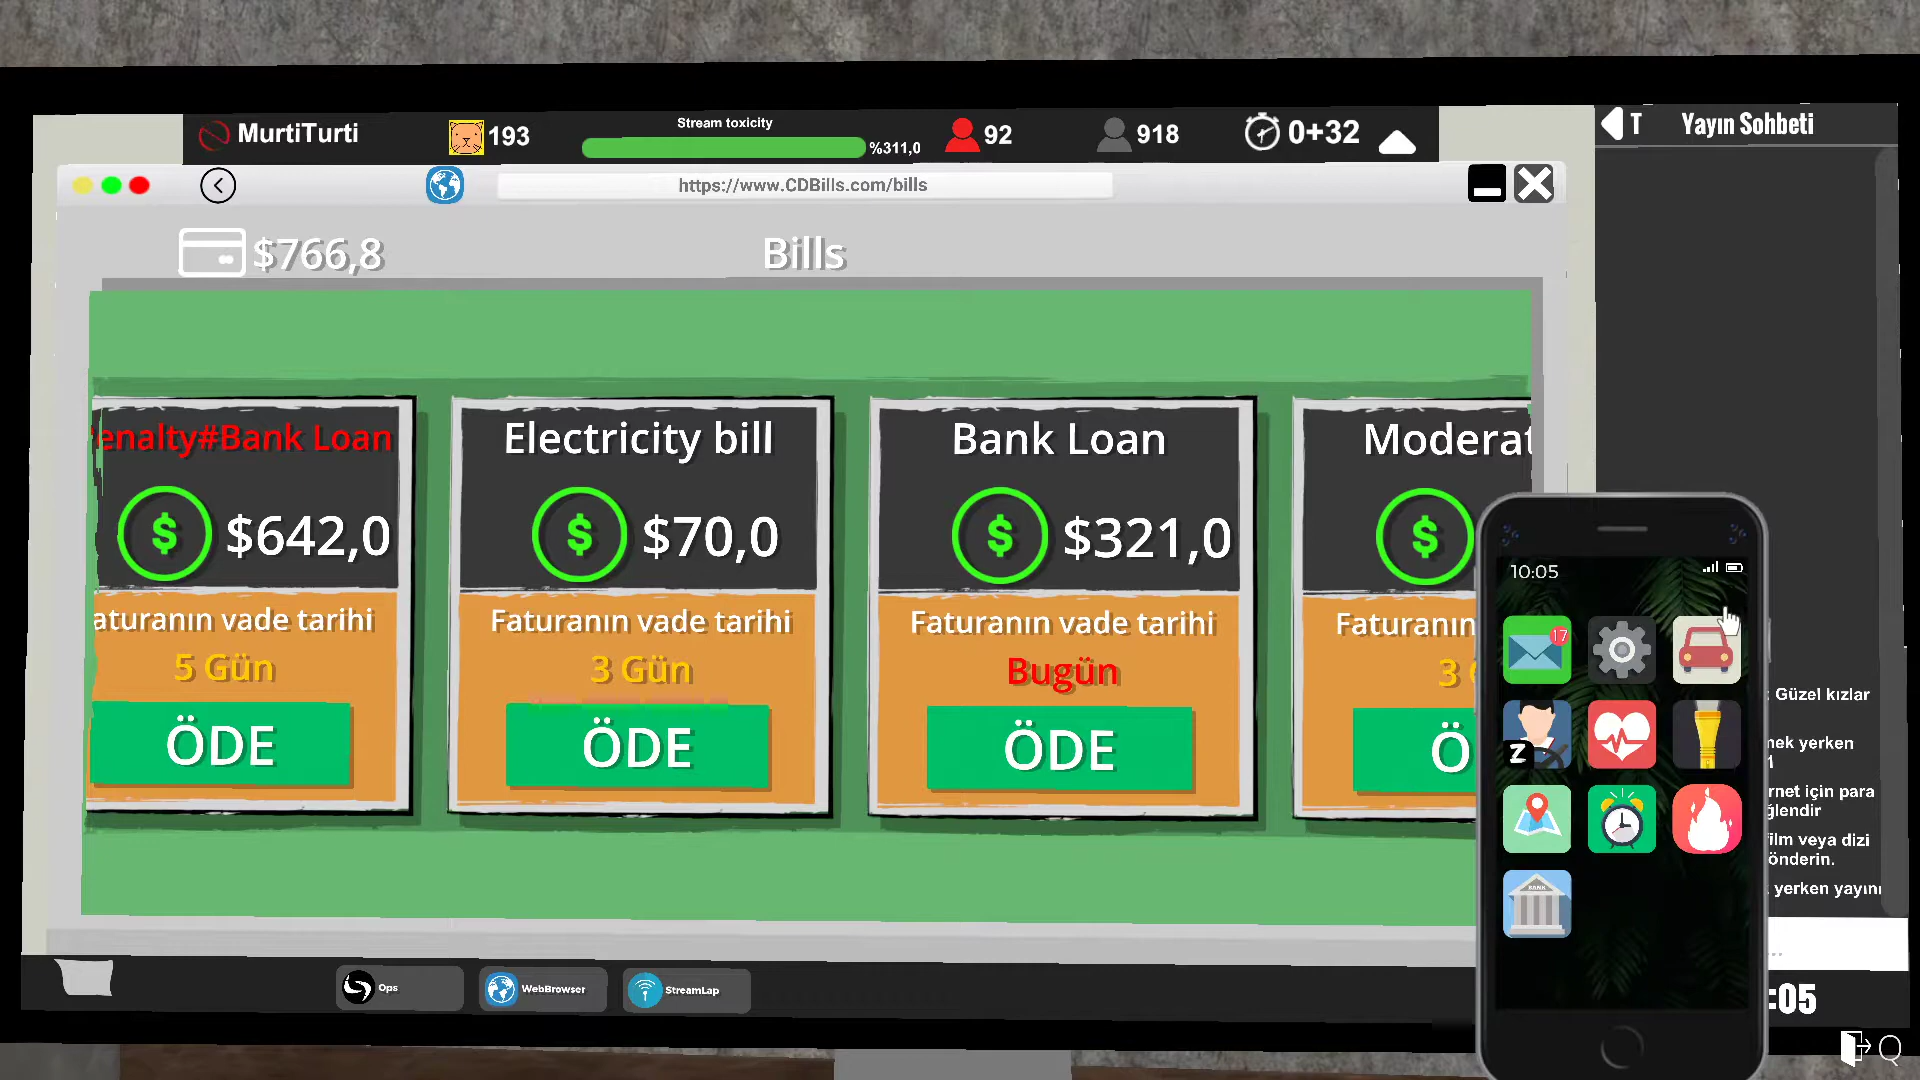 MurtiTurti
193
Stream toxicity
%311,0
92
918
0+32
T
Yayın Sohbeti
https://www.CDBills.com/bills
$766,8
Bills
enalty#Bank Loan
$ $642,0
aturanın vade tarihi
5 Gün
ÖDE
Electricity bill
$ $70,0
Faturanın vade tarihi
3 Gün
ÖDE
Bank Loan
$ $321,0
Faturanın vade tarihi
Bugün
ÖDE
Moderat
$
Faturanın
3
Ö
10:05
17
Z
BANK
: Güzel kızlar
nek yerken
rnet için para
ğlendir
film veya dizi
önderin.
yerken yayını
...
:05
Ops
WebBrowser
StreamLap
Q